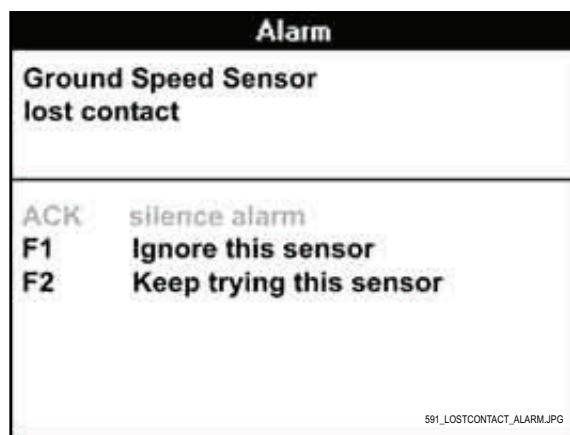 Alarm
Ground Speed Sensor
lost contact
ACK silence alarm
F1 Ignore this sensor
F2 Keep trying this sensor
591_LOSTCONTACT_ALARM.JPG